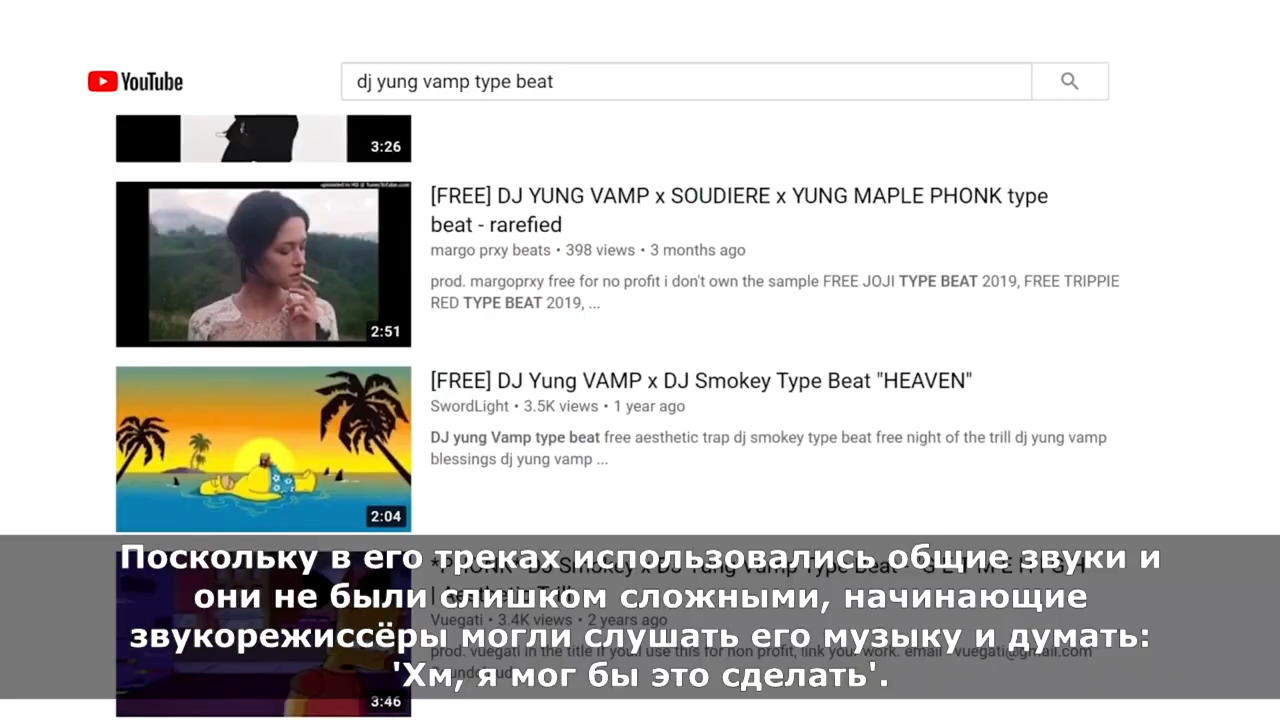 YouTube
dj yung vamp type beat
3:26
[FREE] DJ YUNG VAMP x SOUDIERE x YUNG MAPLE PHONK type
beat - rarefied
margo prxy beats • 398 views • 3 months ago
prod. margoprxy free for no profit i don't own the sample FREE JOJI TYPE BEAT 2019, FREE TRIPPIE
RED TYPE BEAT 2019, ...
2:51
[FREE] DJ Yung VAMP x DJ Smokey Type Beat "HEAVEN"
SwordLight • 3.5K views • 1 year ago
DJ yung Vamp type beat free aesthetic trap dj smokey type beat free night of the trill dj yung vamp
blessings dj yung vamp ...
2:04
Поскольку в его треках использовались общие звуки и
они не были слишком сложными, начинающие
звукорежиссёры могли слушать его музыку и думать:
'Хм, я мог бы это сделать'.
Vuegati • 3.4K views • 2 years ago
3:46